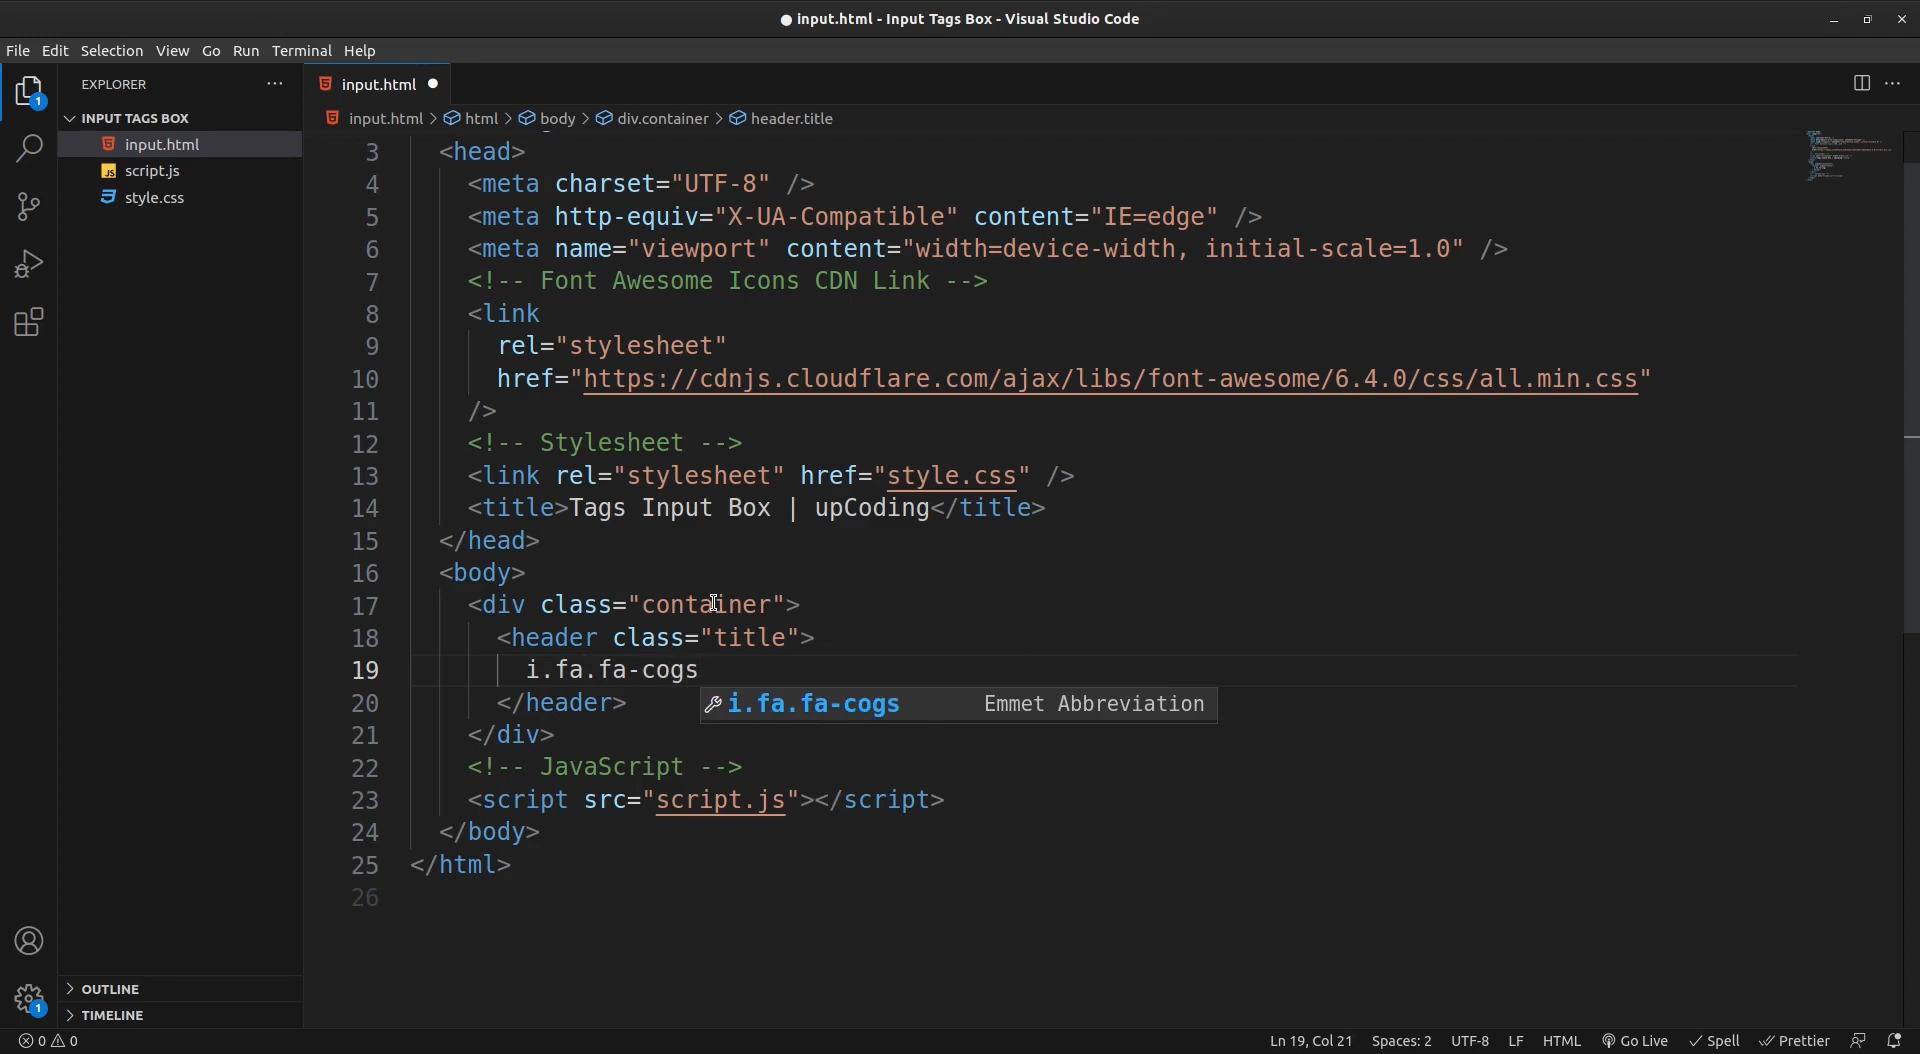 ● input.html - Input Tags Box - Visual Studio Code
File Edit Selection View Go Run Terminal Help
EXPLORER
INPUT TAGS BOX
input.html
JS script.js
style.css
OUTLINE
TIMELINE
1
1
input.html
input.html > html > body > div.container > header.title
3 <head>
4 <meta charset="UTF-8" />
5 <meta http-equiv="X-UA-Compatible" content="IE=edge" />
6 <meta name="viewport" content="width=device-width, initial-scale=1.0" />
7 <!-- Font Awesome Icons CDN Link -->
8 <link
9 rel="stylesheet"
10 href="https://cdnjs.cloudflare.com/ajax/libs/font-awesome/6.4.0/css/all.min.css"
11 />
12 <!-- Stylesheet -->
13 <link rel="stylesheet" href="style.css" />
14 <title>Tags Input Box | upCoding</title>
15 </head>
16 <body>
17 <div class="container">
18 <header class="title">
19 i.fa.fa-cogs
20 </header>
i.fa.fa-cogs Emmet Abbreviation
21 </div>
22 <!-- JavaScript -->
23 <script src="script.js"></script>
24 </body>
25 </html>
26
0 0
Ln 19, Col 21 Spaces: 2 UTF-8 LF HTML Go Live Spell Prettier